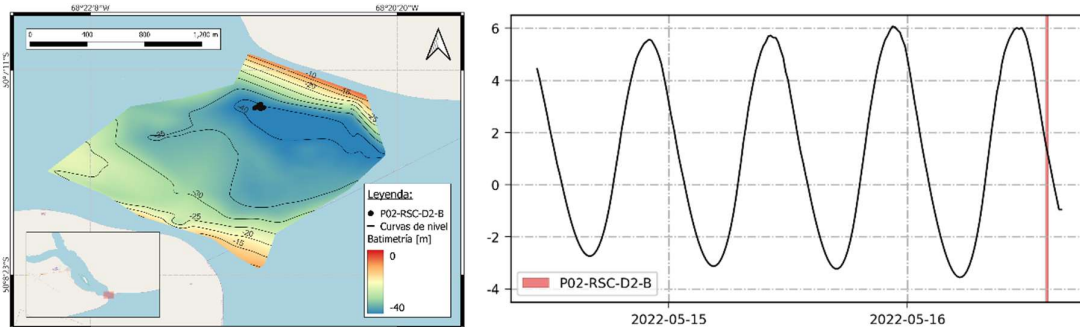 68°22'8"W
68°20'20"W
0 400 800 1,200 m
50°7'11"S
-10
-15
-20
-25
-40
-35
-30
-25
-20
-15
50°8'23"S
Leyenda:
P02-RSC-D2-B
Curvas de nivel
Batimetría [m]
0
-40
6
4
2
0
-2
-4
P02-RSC-D2-B
2022-05-15
2022-05-16